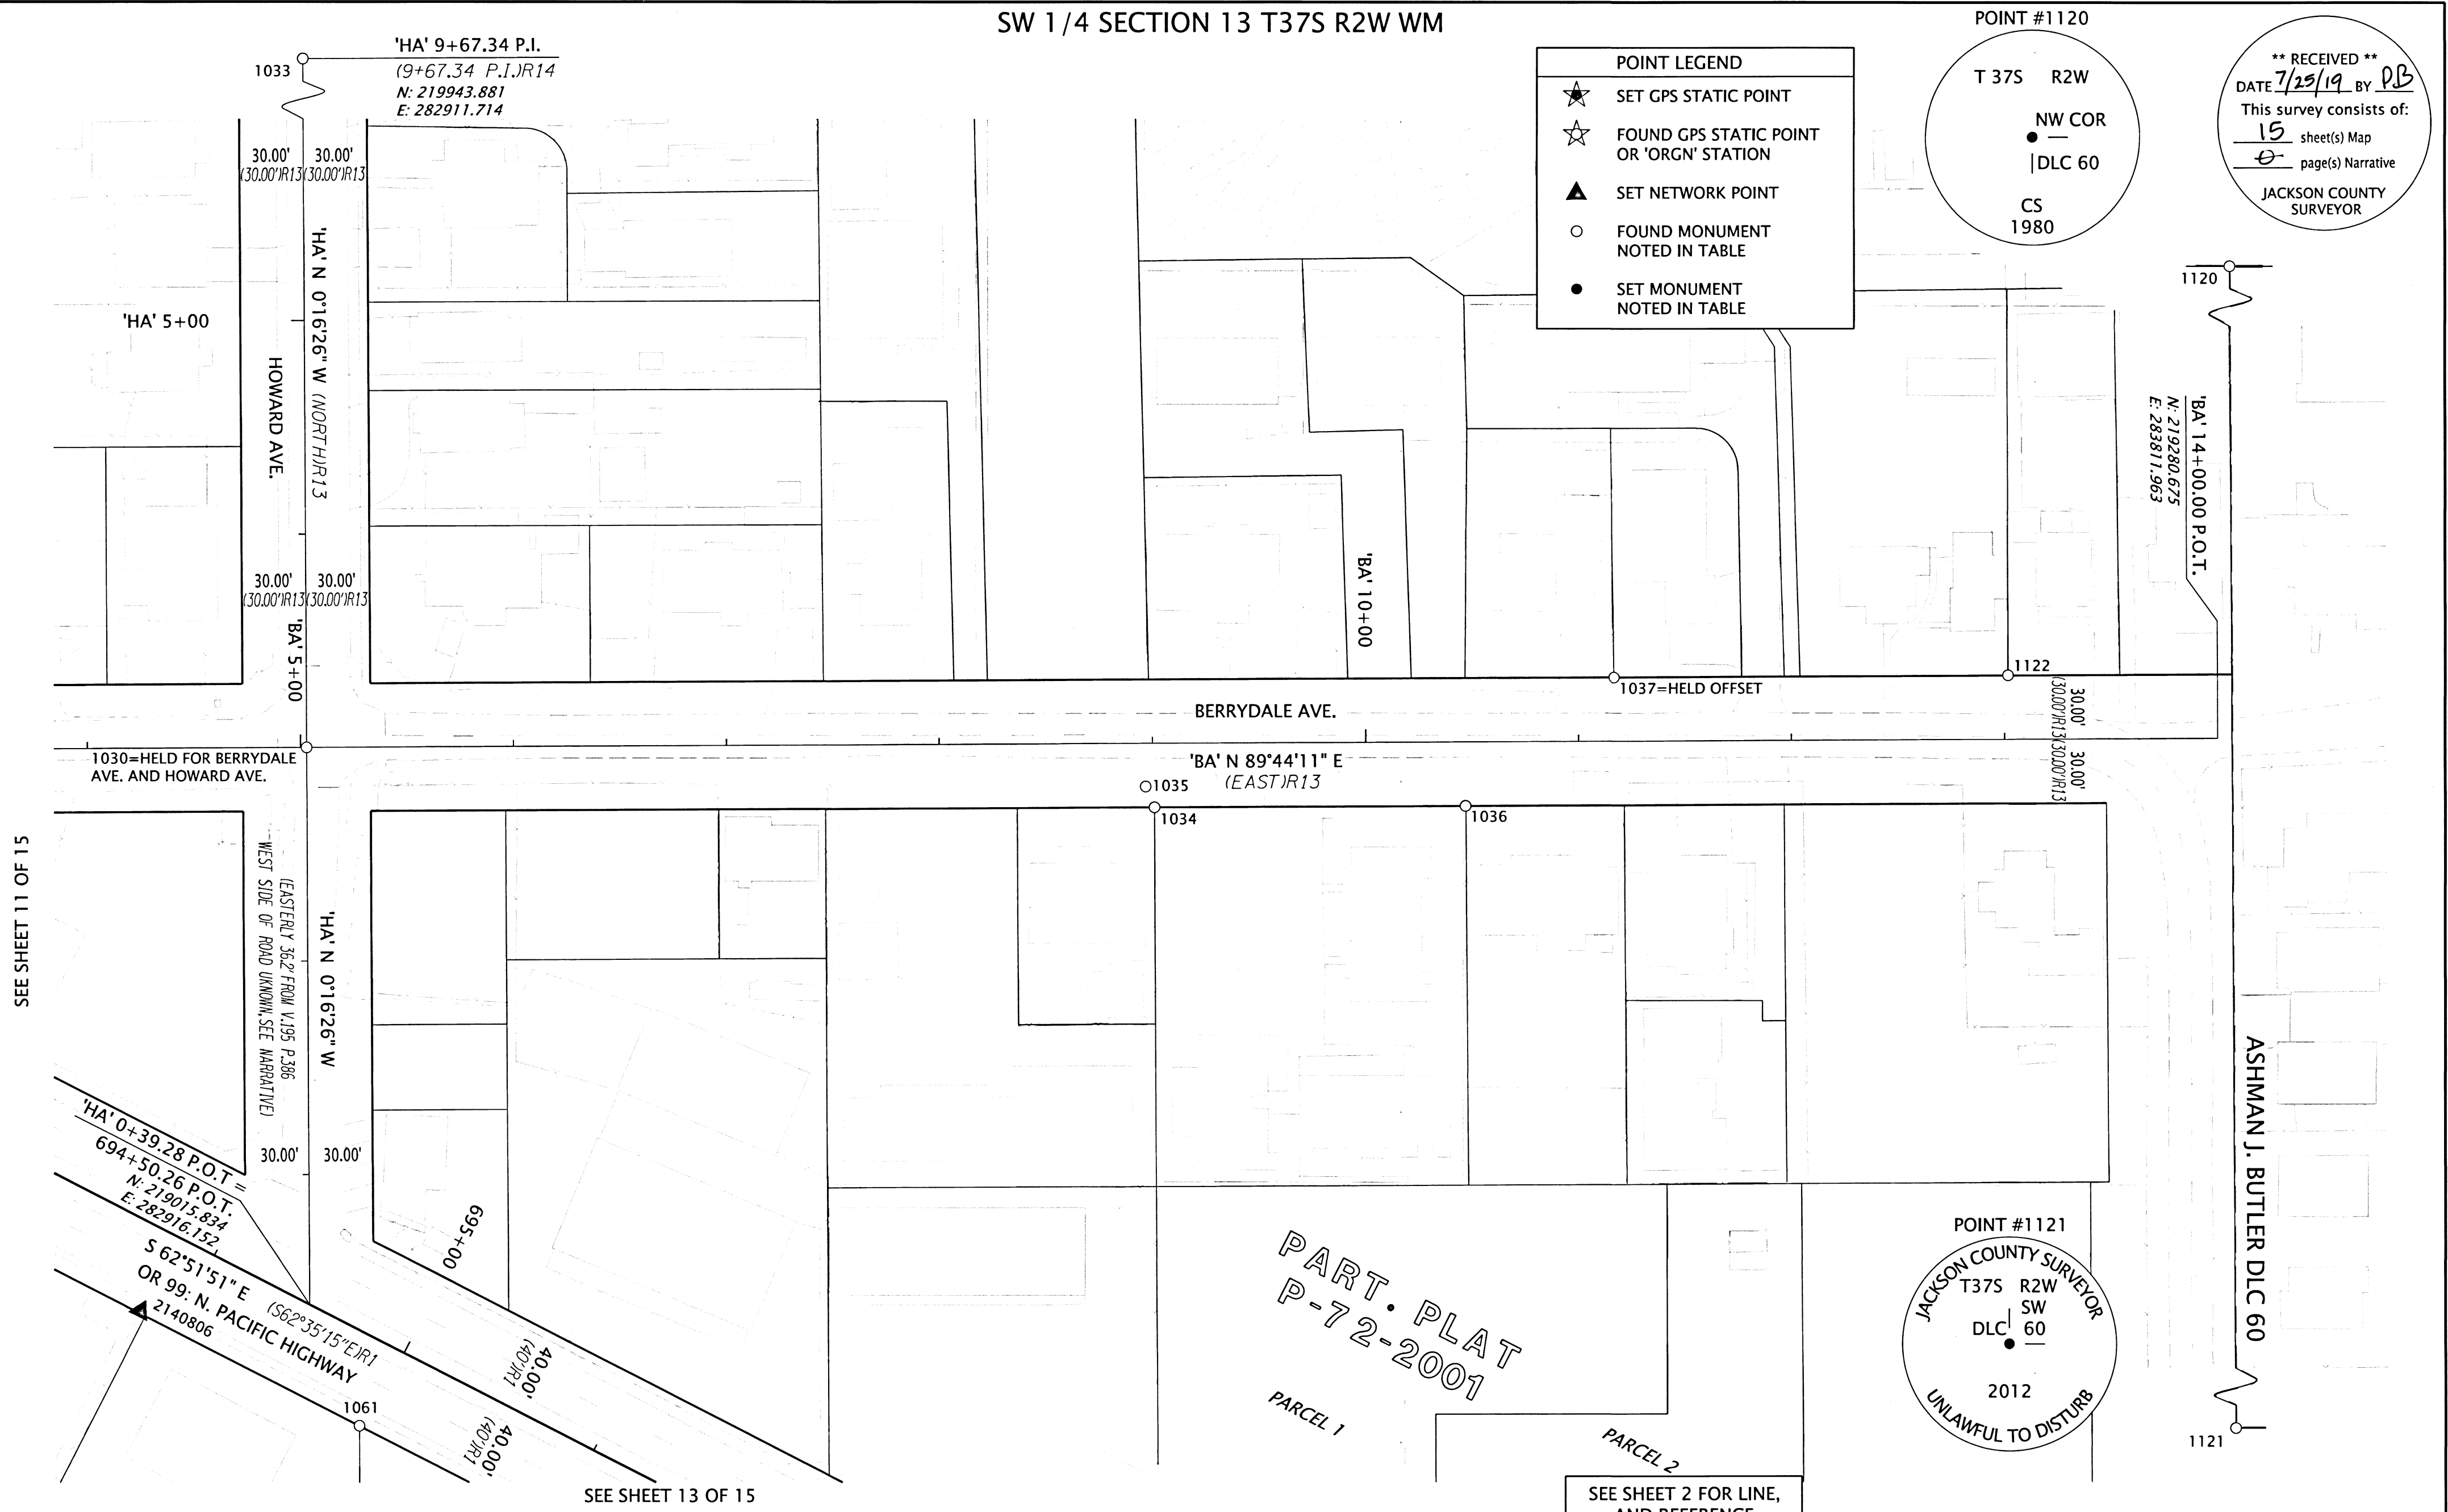 SW 1/4 SECTION 13 T37S R2W WM
'HA' 9+67.34 P.I.
(9+67.34 P.I.)R14
N: 219943.881
E: 282911.714
1033
30.00' 30.00'
(30.00')R13 (30.00')R13
'HA' N 0°16'26" W (NORTH)R13
'HA' 5+00
HOWARD AVE.
30.00' 30.00'
(30.00')R13 (30.00')R13
'BA' 5+00
POINT LEGEND
SET GPS STATIC POINT
FOUND GPS STATIC POINT
OR 'ORGN' STATION
SET NETWORK POINT
FOUND MONUMENT
NOTED IN TABLE
SET MONUMENT
NOTED IN TABLE
POINT #1120
T 37S R2W
NW COR
DLC 60
CS
1980
** RECEIVED **
DATE 7/25/19 BY P.B
This survey consists of:
15 sheet(s) Map
0 page(s) Narrative
JACKSON COUNTY
SURVEYOR
1120
'BA' 14+00.00 P.O.T.
N: 219280.675
E: 283811.963
'BA' 10+00
1037=HELD OFFSET
1122
BERRYDALE AVE.
30.00'
(30.00')R13
30.00'
(30.00')R13
1030=HELD FOR BERRYDALE
AVE. AND HOWARD AVE.
'BA' N 89°44'11" E
(EAST)R13
1035
1034
1036
SEE SHEET 11 OF 15
(EASTERLY 36.2' FROM V.195 P.386
WEST SIDE OF ROAD UKNOWN, SEE NARRATIVE)
'HA' N 0°16'26" W
30.00' 30.00'
'HA' 0+39.28 P.O.T =
694+50.26 P.O.T.
N: 219015.834
E: 282916.152
S 62°51'51" E (S62°35'15"E)R1
OR 99: N. PACIFIC HIGHWAY
2140806
1061
695+00
40.00'
(40')R1
40.00'
(40')R1
PART. PLAT
P-72-2001
PARCEL 1
PARCEL 2
ASHMAN J. BUTLER DLC 60
POINT #1121
JACKSON COUNTY SURVEYOR
T37S R2W
SW
DLC 60
2012
UNLAWFUL TO DISTURB
1121
SEE SHEET 13 OF 15
SEE SHEET 2 FOR LINE,
AND REFERENCE